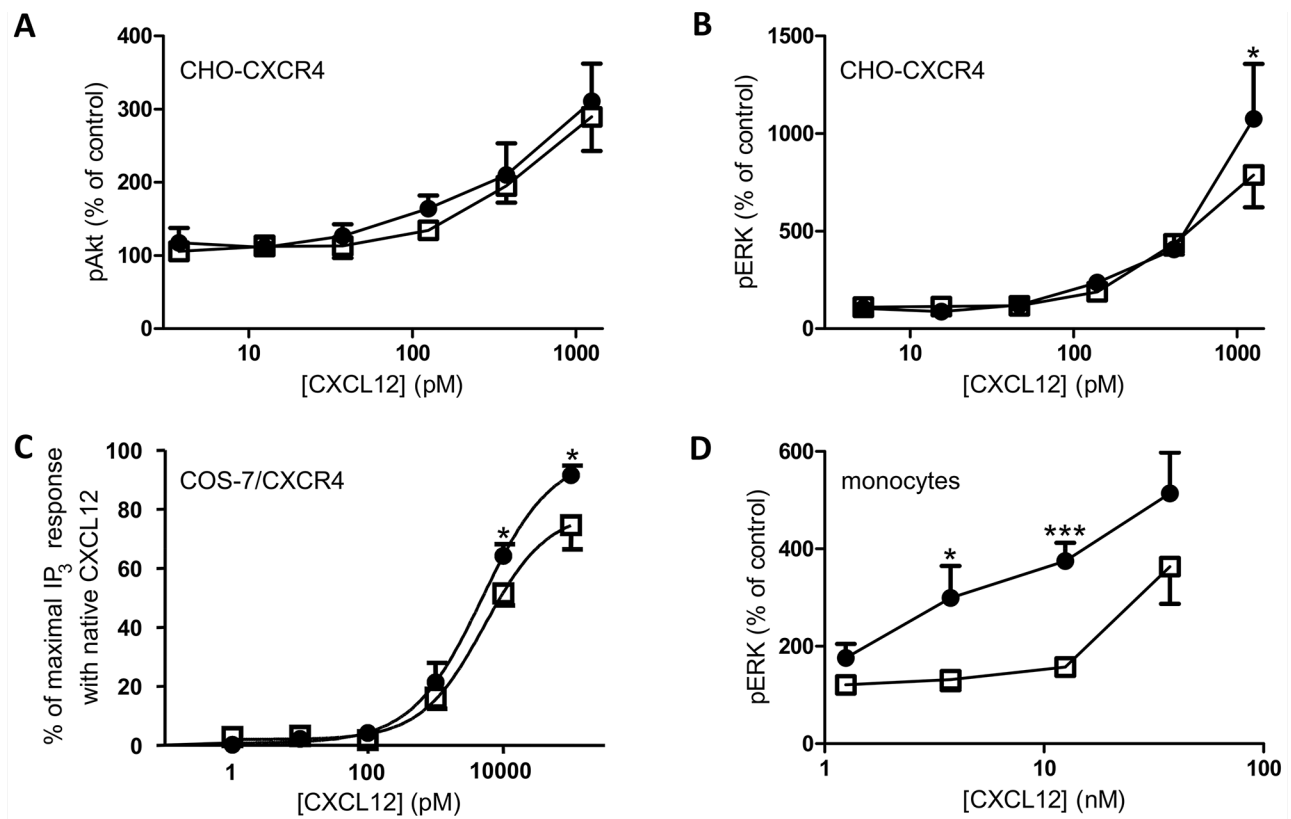 A
400
300
200
100
0
pAkt (% of control)
CHO-CXCR4
10
100
1000
[CXCL12] (pM)
B
1500
1000
500
0
pERK (% of control)
CHO-CXCR4
*
10
100
1000
[CXCL12] (pM)
C
100
80
60
40
20
0
% of maximal IP3 response
with native CXCL12
COS-7/CXCR4
*
*
1
100
10000
[CXCL12] (pM)
D
600
400
200
0
pERK (% of control)
monocytes
*
***
1
10
100
[CXCL12] (nM)